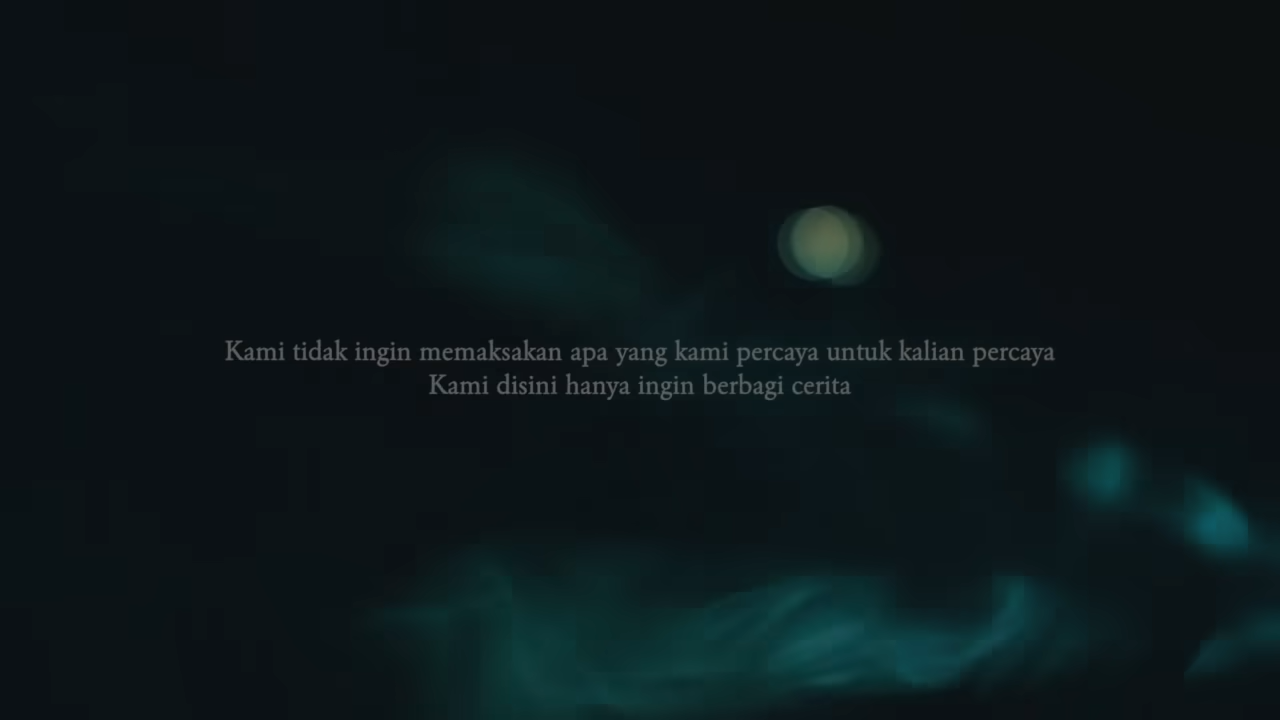 Kami tidak ingin memaksakan apa yang kami percaya untuk kalian percaya
Kami disini hanya ingin berbagi cerita